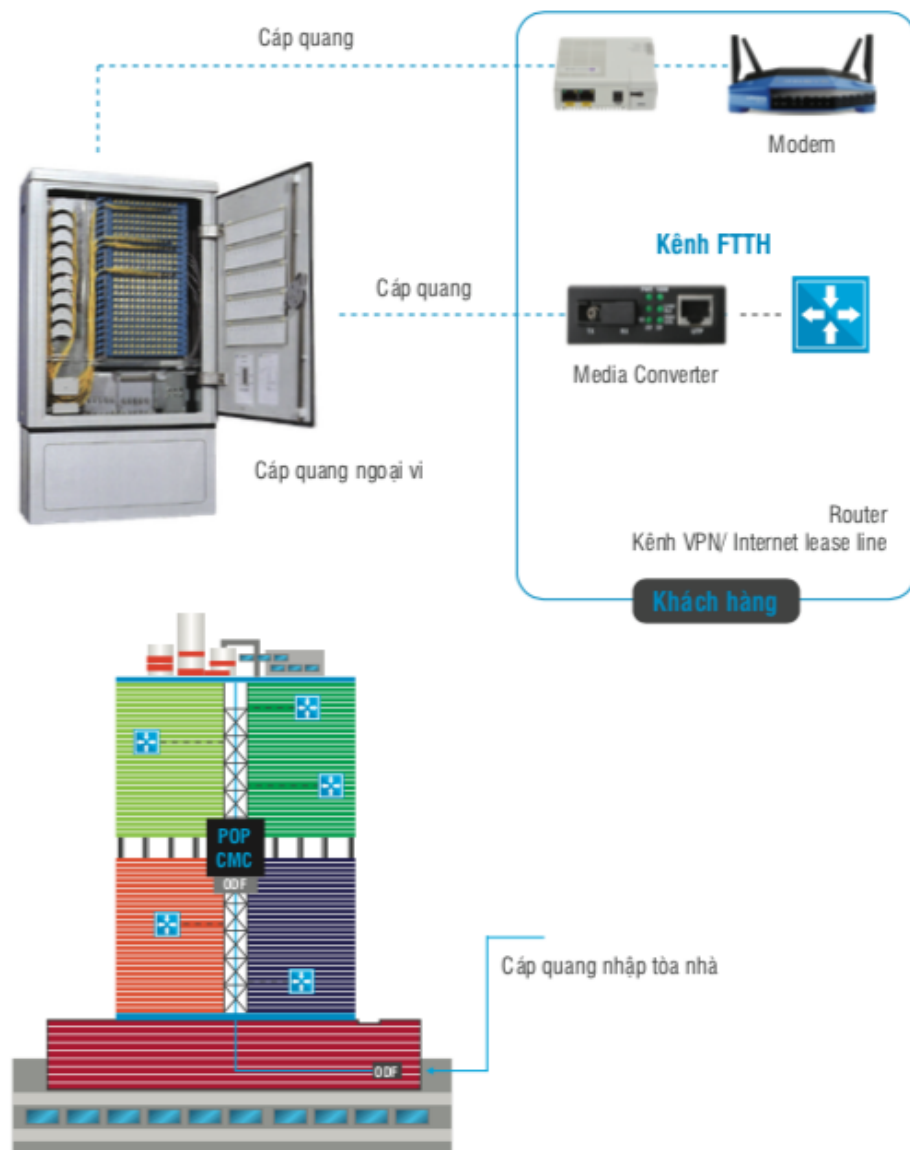 Cáp quang
Modem
Kênh FTTH
Cáp quang
Media Converter
Cáp quang ngoại vi
Router
Kênh VPN/ Internet lease line
Khách hàng
POP
CMC
ODF
Cáp quang nhập tòa nhà
ODF